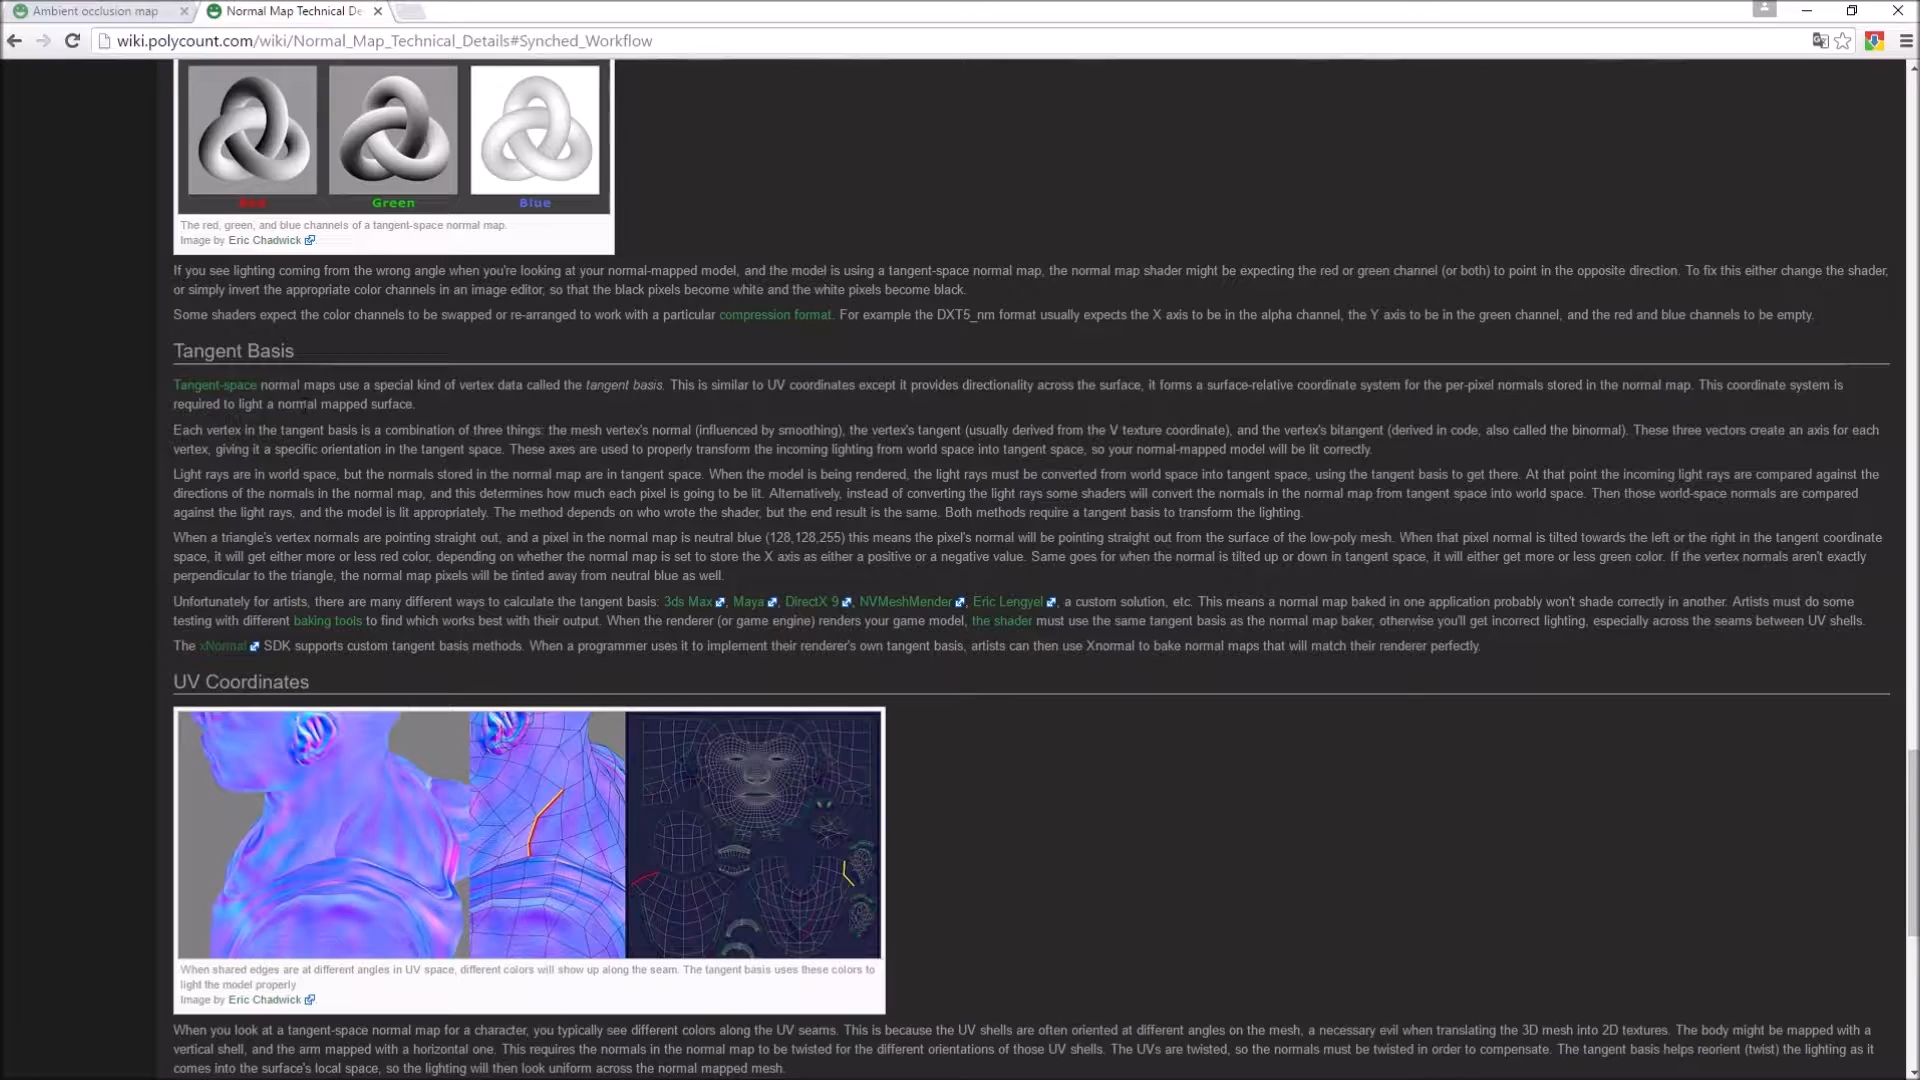 Ambient occlusion map
Normal Map Technical De
wiki.polycount.com/wiki/Normal_Map_Technical_Details#Synched_Workflow
Red Green Blue
The red, green, and blue channels of a tangent-space normal map.
Image by Eric Chadwick
If you see lighting coming from the wrong angle when you're looking at your normal-mapped model, and the model is using a tangent-space normal map, the normal map shader might be expecting the red or green channel (or both) to point in the opposite direction. To fix this either change the shader,
or simply invert the appropriate color channels in an image editor, so that the black pixels become white and the white pixels become black.
Some shaders expect the color channels to be swapped or re-arranged to work with a particular compression format. For example the DXT5_nm format usually expects the X axis to be in the alpha channel, the Y axis to be in the green channel, and the red and blue channels to be empty.
Tangent Basis
Tangent-space normal maps use a special kind of vertex data called the tangent basis. This is similar to UV coordinates except it provides directionality across the surface, it forms a surface-relative coordinate system for the per-pixel normals stored in the normal map. This coordinate system is
required to light a normal mapped surface.
Each vertex in the tangent basis is a combination of three things: the mesh vertex's normal (influenced by smoothing), the vertex's tangent (usually derived from the V texture coordinate), and the vertex's bitangent (derived in code, also called the binormal). These three vectors create an axis for each
vertex, giving it a specific orientation in the tangent space. These axes are used to properly transform the incoming lighting from world space into tangent space, so your normal-mapped model will be lit correctly.
Light rays are in world space, but the normals stored in the normal map are in tangent space. When the model is being rendered, the light rays must be converted from world space into tangent space, using the tangent basis to get there. At that point the incoming light rays are compared against the
directions of the normals in the normal map, and this determines how much each pixel is going to be lit. Alternatively, instead of converting the light rays some shaders will convert the normals in the normal map from tangent space into world space. Then those world-space normals are compared
against the light rays, and the model is lit appropriately. The method depends on who wrote the shader, but the end result is the same. Both methods require a tangent basis to transform the lighting.
When a triangle's vertex normals are pointing straight out, and a pixel in the normal map is neutral blue (128,128,255) this means the pixel's normal will be pointing straight out from the surface of the low-poly mesh. When that pixel normal is tilted towards the left or the right in the tangent coordinate
space, it will get either more or less red color, depending on whether the normal map is set to store the X axis as either a positive or a negative value. Same goes for when the normal is tilted up or down in tangent space, it will either get more or less green color. If the vertex normals aren't exactly
perpendicular to the triangle, the normal map pixels will be tinted away from neutral blue as well.
Unfortunately for artists, there are many different ways to calculate the tangent basis: 3ds Max, Maya, DirectX 9, NVMeshMender, Eric Lengyel, a custom solution, etc. This means a normal map baked in one application probably won't shade correctly in another. Artists must do some
testing with different baking tools to find which works best with their output. When the renderer (or game engine) renders your game model, the shader must use the same tangent basis as the normal map baker, otherwise you'll get incorrect lighting, especially across the seams between UV shells.
The xNormal SDK supports custom tangent basis methods. When a programmer uses it to implement their renderer's own tangent basis, artists can then use Xnormal to bake normal maps that will match their renderer perfectly.
UV Coordinates
When shared edges are at different angles in UV space, different colors will show up along the seam. The tangent basis uses these colors to
light the model properly
Image by Eric Chadwick
When you look at a tangent-space normal map for a character, you typically see different colors along the UV seams. This is because the UV shells are often oriented at different angles on the mesh, a necessary evil when translating the 3D mesh into 2D textures. The body might be mapped with a
vertical shell, and the arm mapped with a horizontal one. This requires the normals in the normal map to be twisted for the different orientations of those UV shells. The UVs are twisted, so the normals must be twisted in order to compensate. The tangent basis helps reorient (twist) the lighting as it
comes into the surface's local space, so the lighting will then look uniform across the normal mapped mesh.